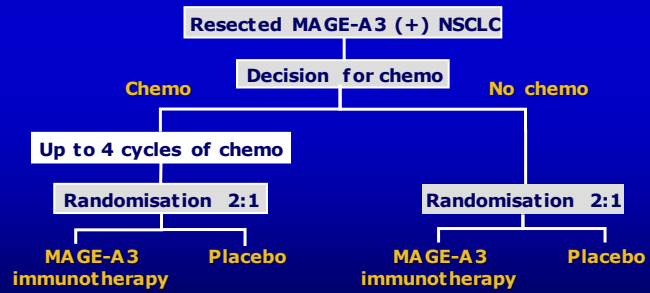 Resected MAGE-A3 (+) NSCLC
Decision for chemo
Chemo
No chemo
Up to 4 cycles of chemo
Randomisation 2:1
Randomisation 2:1
MAGE-A3
immunotherapy
Placebo
MAGE-A3
immunotherapy
Placebo